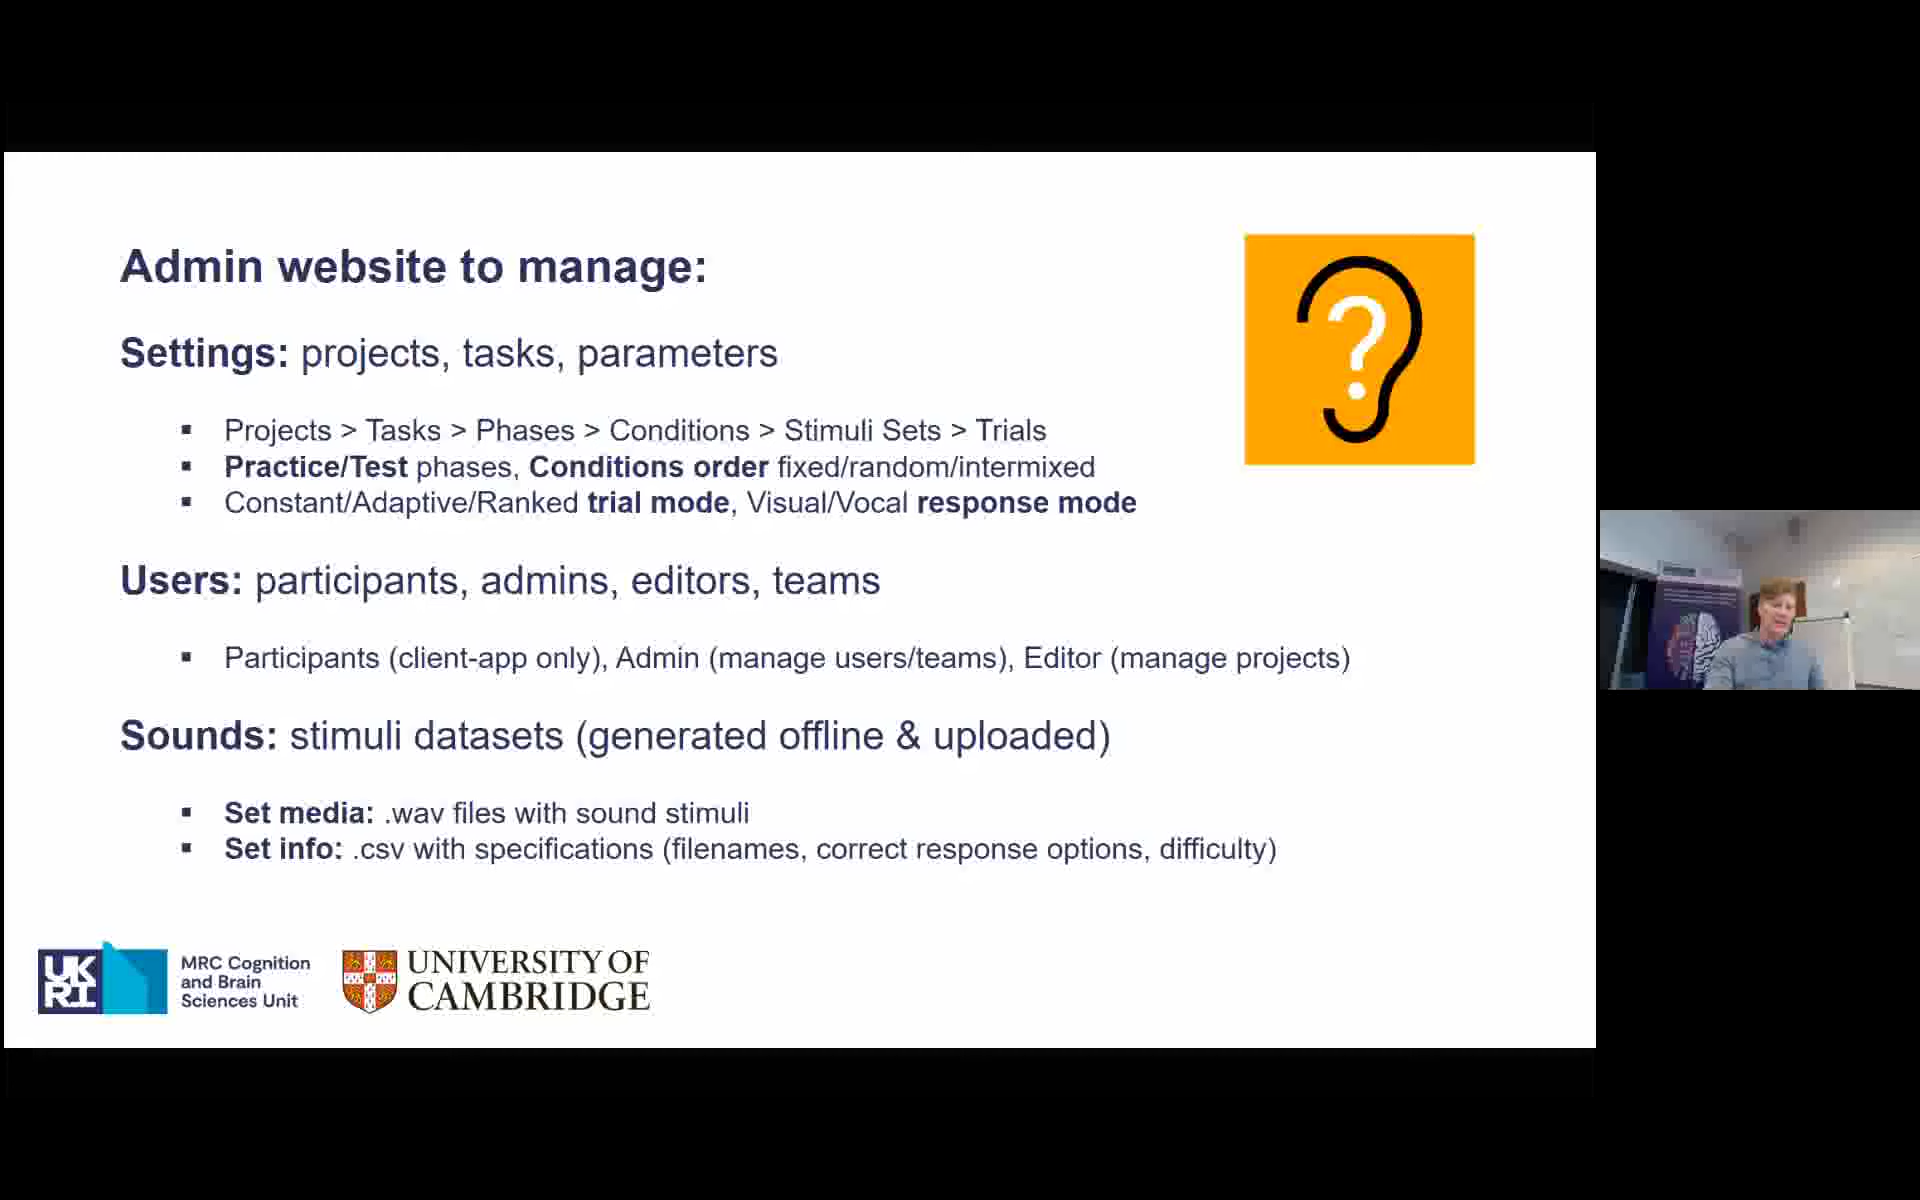 Admin website to manage:
Settings: projects, tasks, parameters
▪ Projects > Tasks > Phases > Conditions > Stimuli Sets > Trials
▪ Practice/Test phases, Conditions order fixed/random/intermixed
▪ Constant/Adaptive/Ranked trial mode, Visual/Vocal response mode
Users: participants, admins, editors, teams
▪ Participants (client-app only), Admin (manage users/teams), Editor (manage projects)
Sounds: stimuli datasets (generated offline & uploaded)
▪ Set media: .wav files with sound stimuli
▪ Set info: .csv with specifications (filenames, correct response options, difficulty)
UK
RI
MRC Cognition
and Brain
Sciences Unit
UNIVERSITY OF
CAMBRIDGE
?